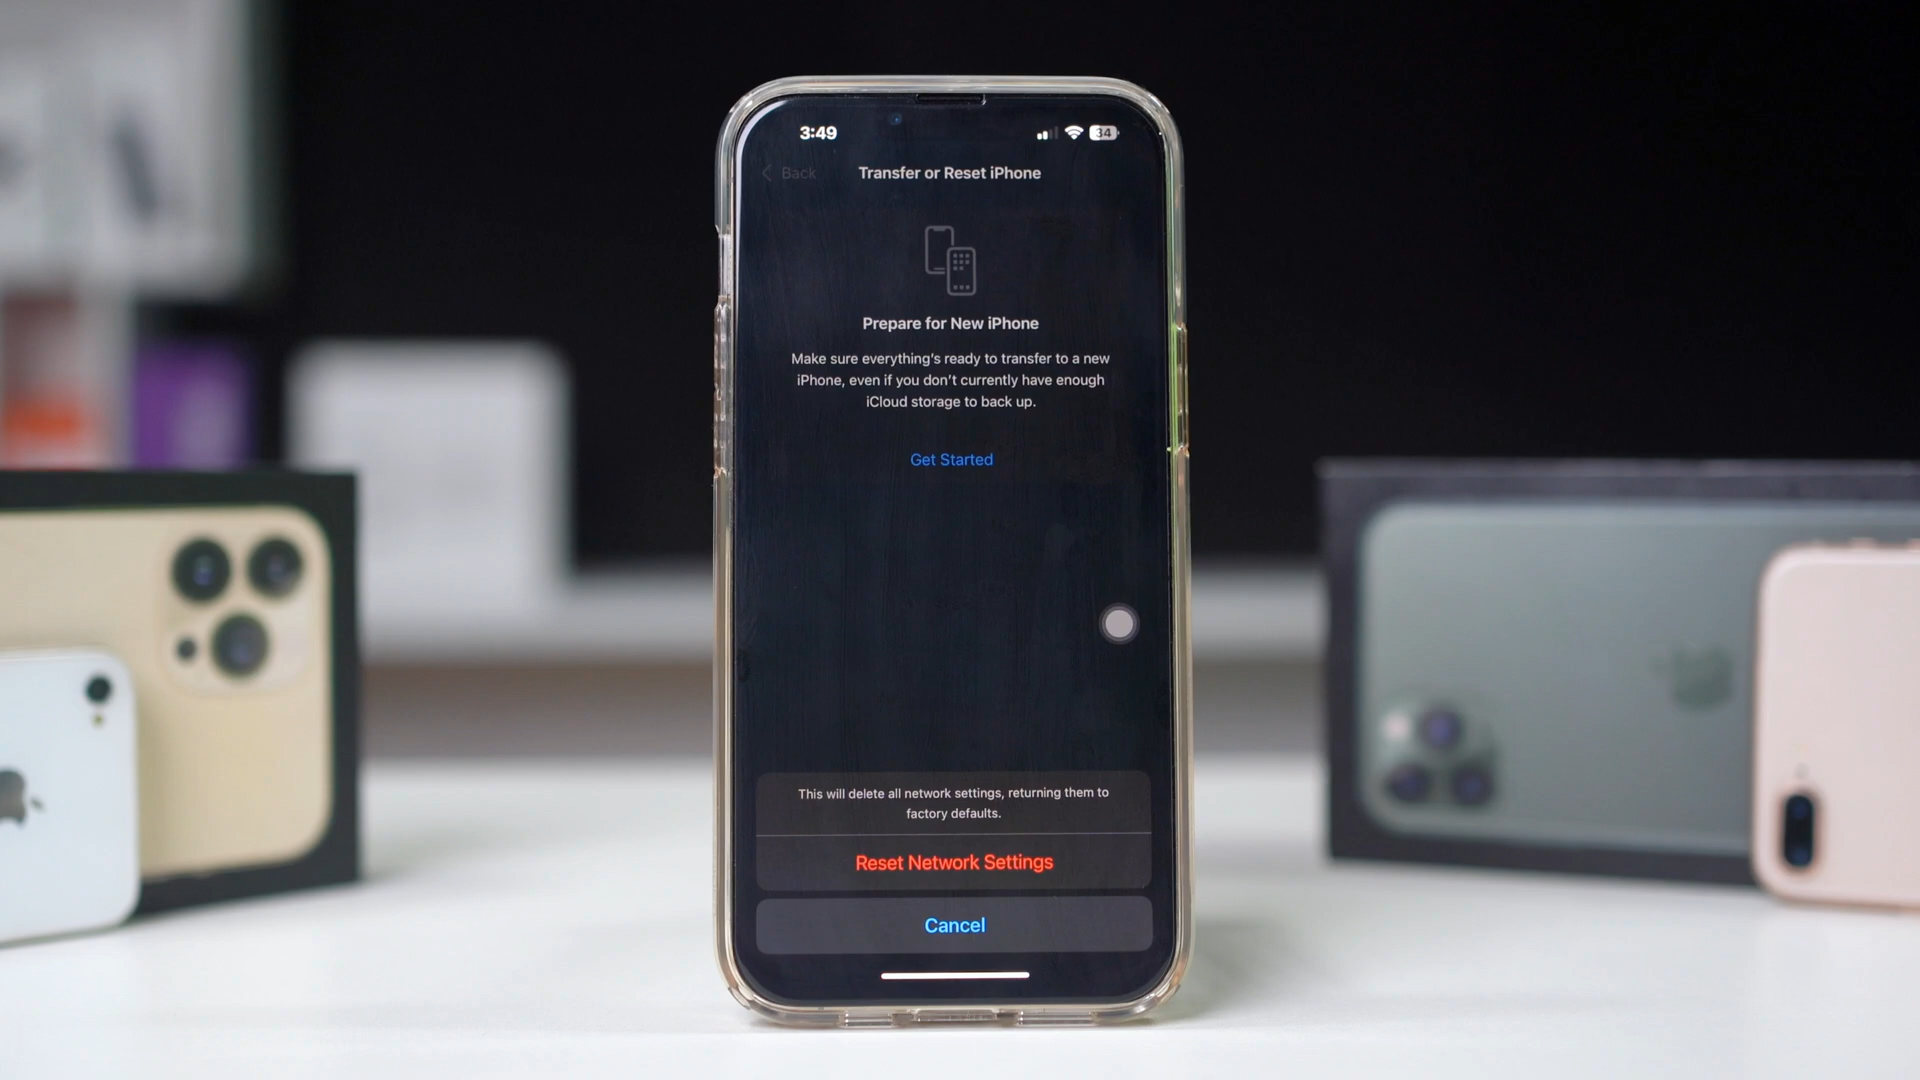 3:49
34
Back
Transfer or Reset iPhone
Prepare for New iPhone
Make sure everything's ready to transfer to a new
iPhone, even if you don't currently have enough
iCloud storage to back up.
Get Started
This will delete all network settings, returning them to
factory defaults.
Reset Network Settings
Cancel